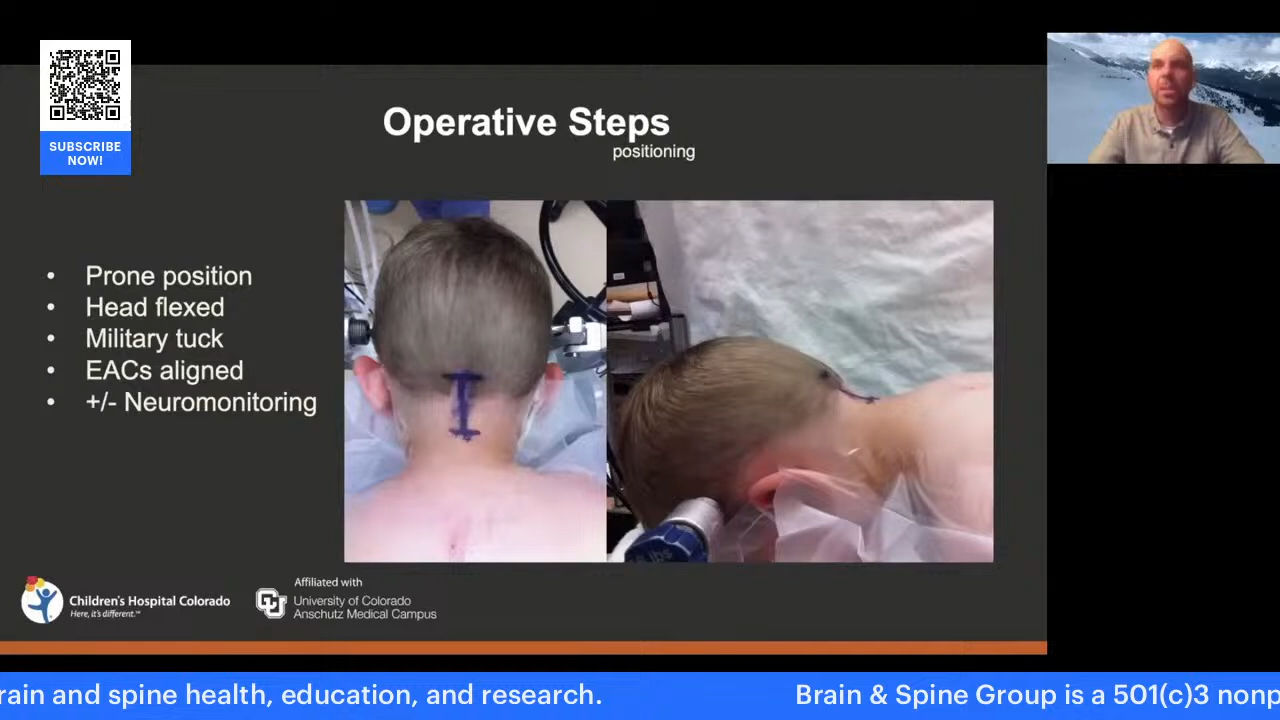 SUBSCRIBE
NOW!
Operative Steps
positioning
• Prone position
• Head flexed
• Military tuck
• EACs aligned
• +/- Neuromonitoring
Children's Hospital Colorado
Here, it's different.™
Affiliated with
University of Colorado
Anschutz Medical Campus
rain and spine health, education, and research.
Brain & Spine Group is a 501(c)3 nonp